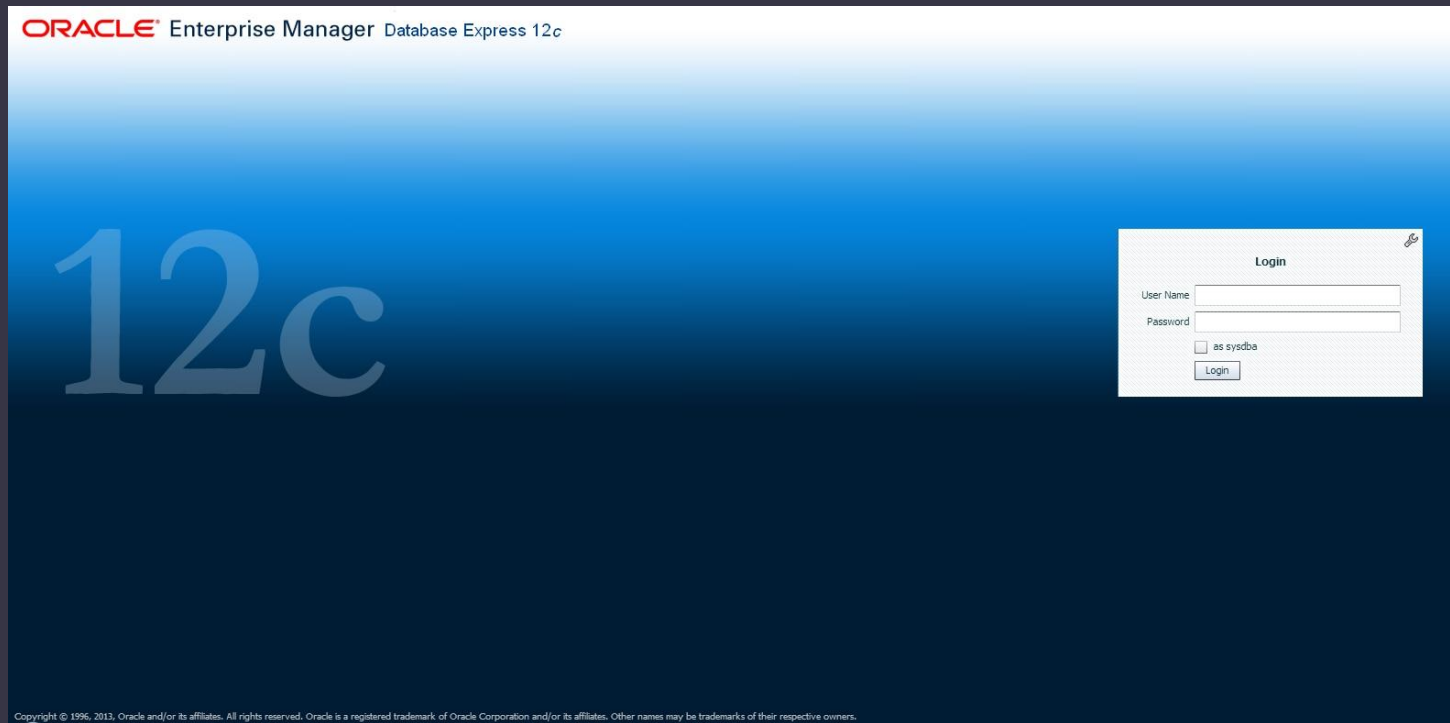 ORACLE® Enterprise Manager Database Express 12c
12c
Login
User Name
Password
as sysdba
Login
Copyright © 1996, 2013, Oracle and/or its affiliates. All rights reserved. Oracle is a registered trademark of Oracle Corporation and/or its affiliates. Other names may be trademarks of their respective owners.